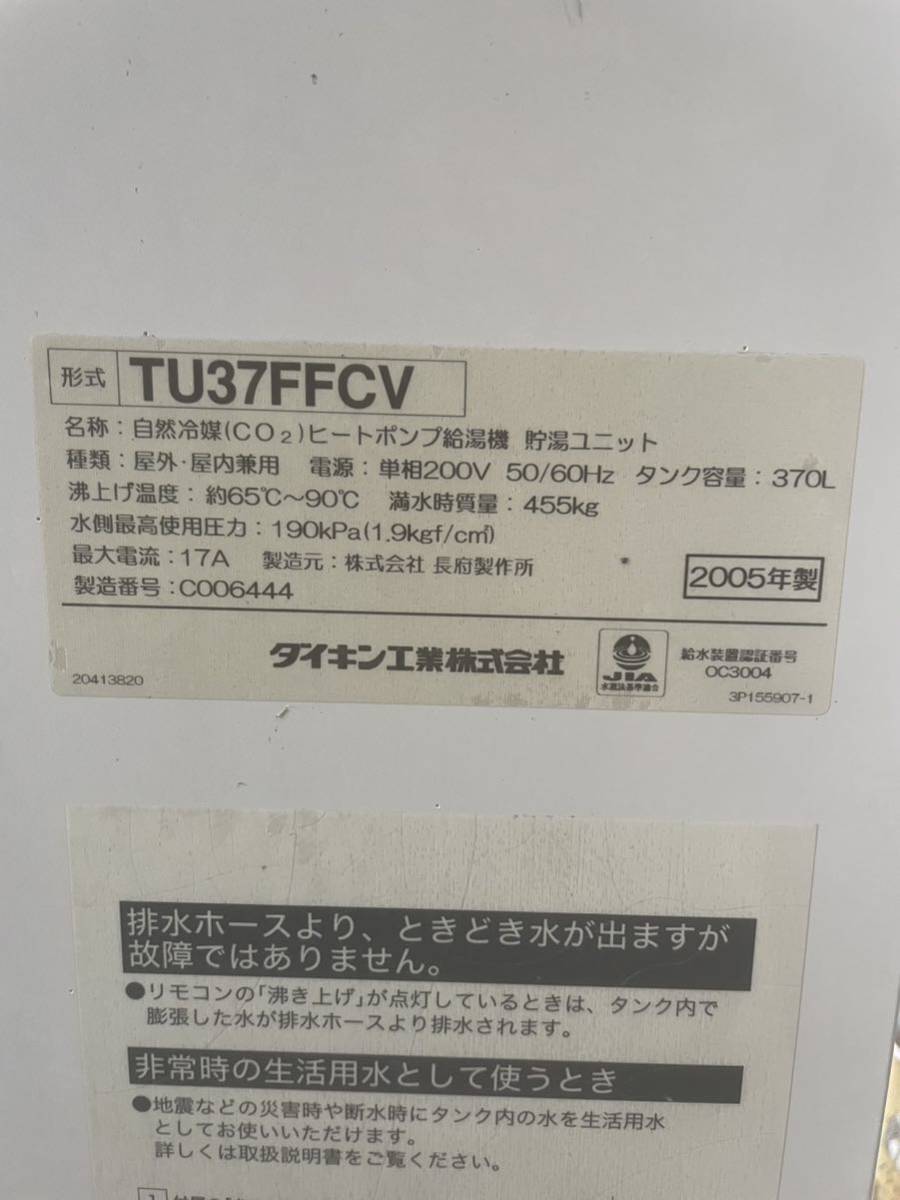 形式 TU37FFCV
名称：自然冷媒(CO₂)ヒートポンプ給湯機 貯湯ユニット
種類：屋外・屋内兼用 電源：単相200V 50/60Hz タンク容量：370L
沸上げ温度：約65℃～90℃ 満水時質量：455kg
水側最高使用圧力：190kPa(1.9kgf/c㎡)
最大電流：17A 製造元：株式会社 長府製作所
製造番号：C006444
2005年製
ダイキン工業株式会社
JIA
水道法基準適合
給水装置認証番号
OC3004
20413820
3P155907-1
排水ホースより、ときどき水が出ますが
故障ではありません。
●リモコンの「沸き上げ」が点灯しているときは、タンク内で
膨張した水が排水ホースより排水されます。
非常時の生活用水として使うとき
●地震などの災害時や断水時にタンク内の水を生活用水
としてお使いいただけます。
詳しくは取扱説明書をご覧ください。
1